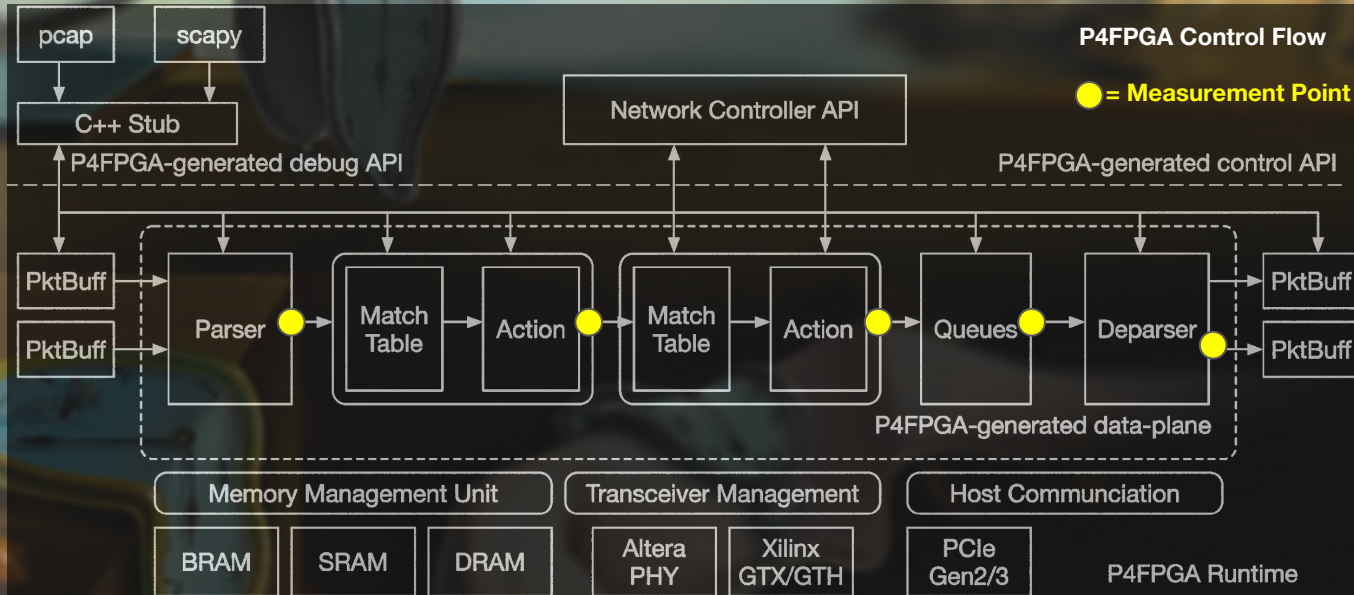 pcap
scapy
P4FPGA Control Flow
= Measurement Point
C++ Stub
Network Controller API
P4FPGA-generated debug API
P4FPGA-generated control API
PktBuff
PktBuff
Parser
Match
Table
Action
Match
Table
Action
Queues
Deparser
PktBuff
PktBuff
P4FPGA-generated data-plane
Memory Management Unit
Transceiver Management
Host Communciation
BRAM
SRAM
DRAM
Altera
PHY
Xilinx
GTX/GTH
PCIe
Gen2/3
P4FPGA Runtime